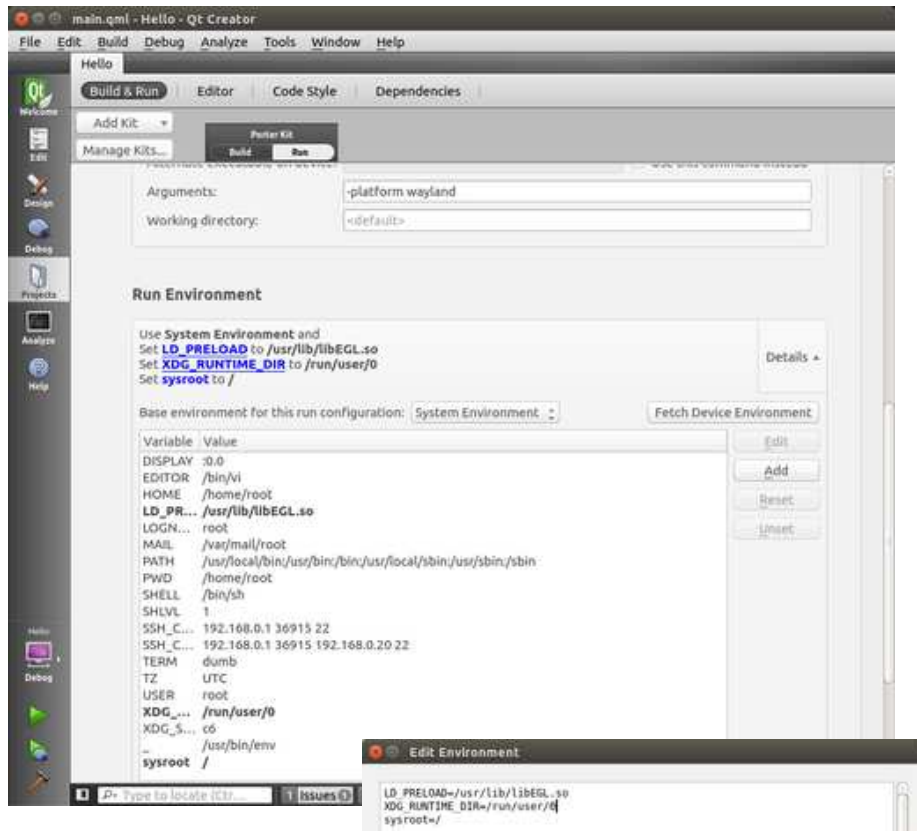 main.qml - Hello - Qt Creator
File Edit Build Debug Analyze Tools Window Help
Hello
Build & Run Editor Code Style Dependencies
Qt
Welcome
Add Kit
Manage Kits...
Porter Kit
Build Run
Edit
Design
Debug
Projects
Analyze
Help
Arguments: -platform wayland
Working directory: <default>
Run Environment
Use System Environment and
Set LD_PRELOAD to /usr/lib/libEGL.so
Set XDG_RUNTIME_DIR to /run/user/0
Set sysroot to /
Details
Base environment for this run configuration: System Environment
Fetch Device Environment
Variable Value
DISPLAY :0.0
EDITOR /bin/vi
HOME /home/root
LD_PR... /usr/lib/libEGL.so
LOGN... root
MAIL /var/mail/root
PATH /usr/local/bin:/usr/bin:/bin:/usr/local/sbin:/usr/sbin:/sbin
PWD /home/root
SHELL /bin/sh
SHLVL 1
SSH_C... 192.168.0.1 36915 22
SSH_C... 192.168.0.1 36915 192.168.0.20 22
TERM dumb
TZ UTC
USER root
XDG_... /run/user/0
XDG_S... c6
_ /usr/bin/env
sysroot /
Edit
Add
Reset
Unset
Hello
Debug
Type to locate (Ctr...
1 Issues
Edit Environment
LD_PRELOAD=/usr/lib/libEGL.so
XDG_RUNTIME_DIR=/run/user/0
sysroot=/